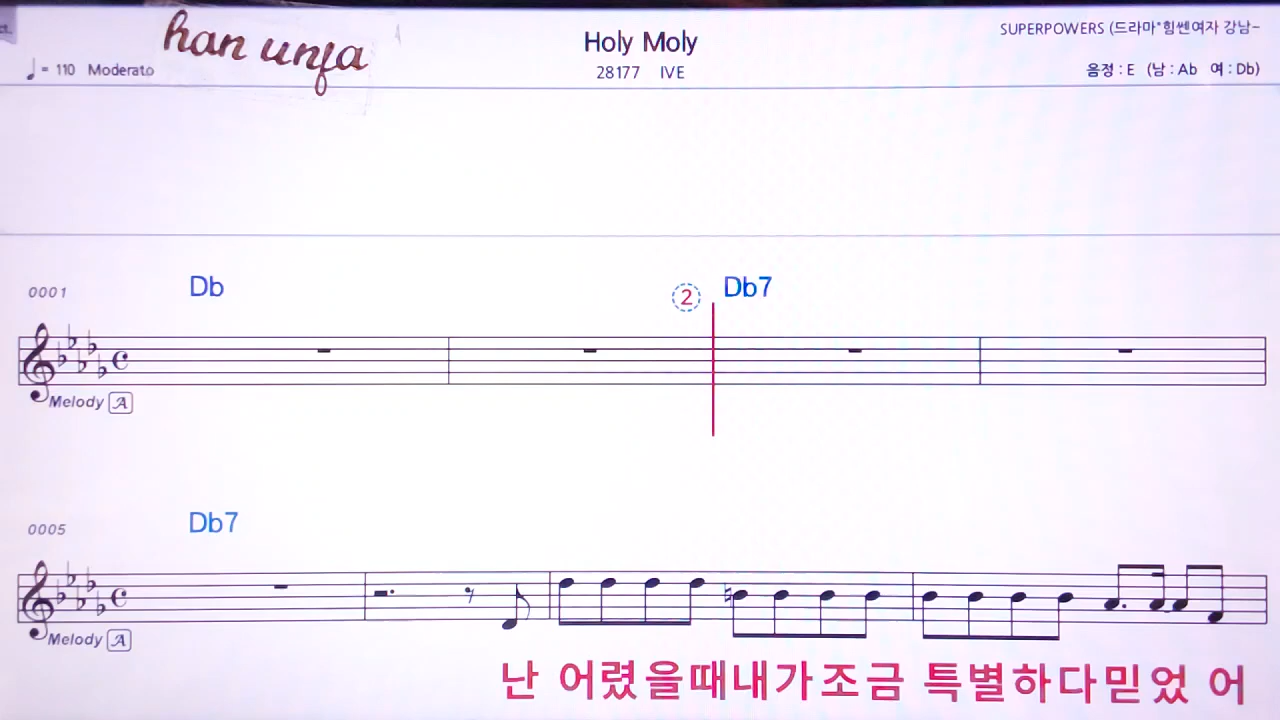 ct.
han unfa
Holy Moly
SUPERPOWERS (드라마"힘쎈여자 강남~
= 110 Moderato
28177 IVE
음정 : E (남 : Ab 여 : Db)
0001
Db
2
Db7
Melody A
0005
Db7
Melody A
난 어렸을때내가조금 특별하다믿었 어